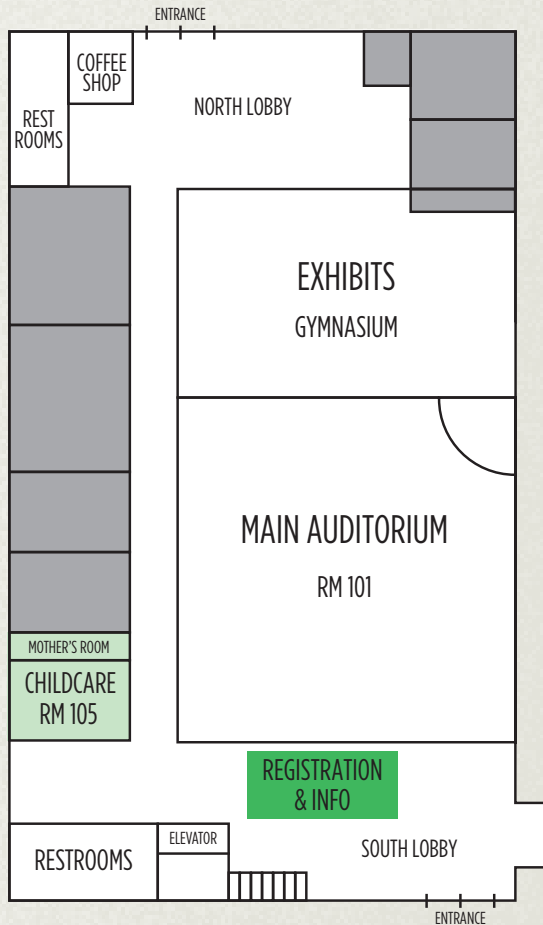 ENTRANCE
COFFEE
SHOP
REST
ROOMS
NORTH LOBBY
EXHIBITS
GYMNASIUM
MAIN AUDITORIUM
RM 101
MOTHER'S ROOM
CHILDCARE
RM 105
REGISTRATION
& INFO
ELEVATOR
RESTROOMS
SOUTH LOBBY
ENTRANCE